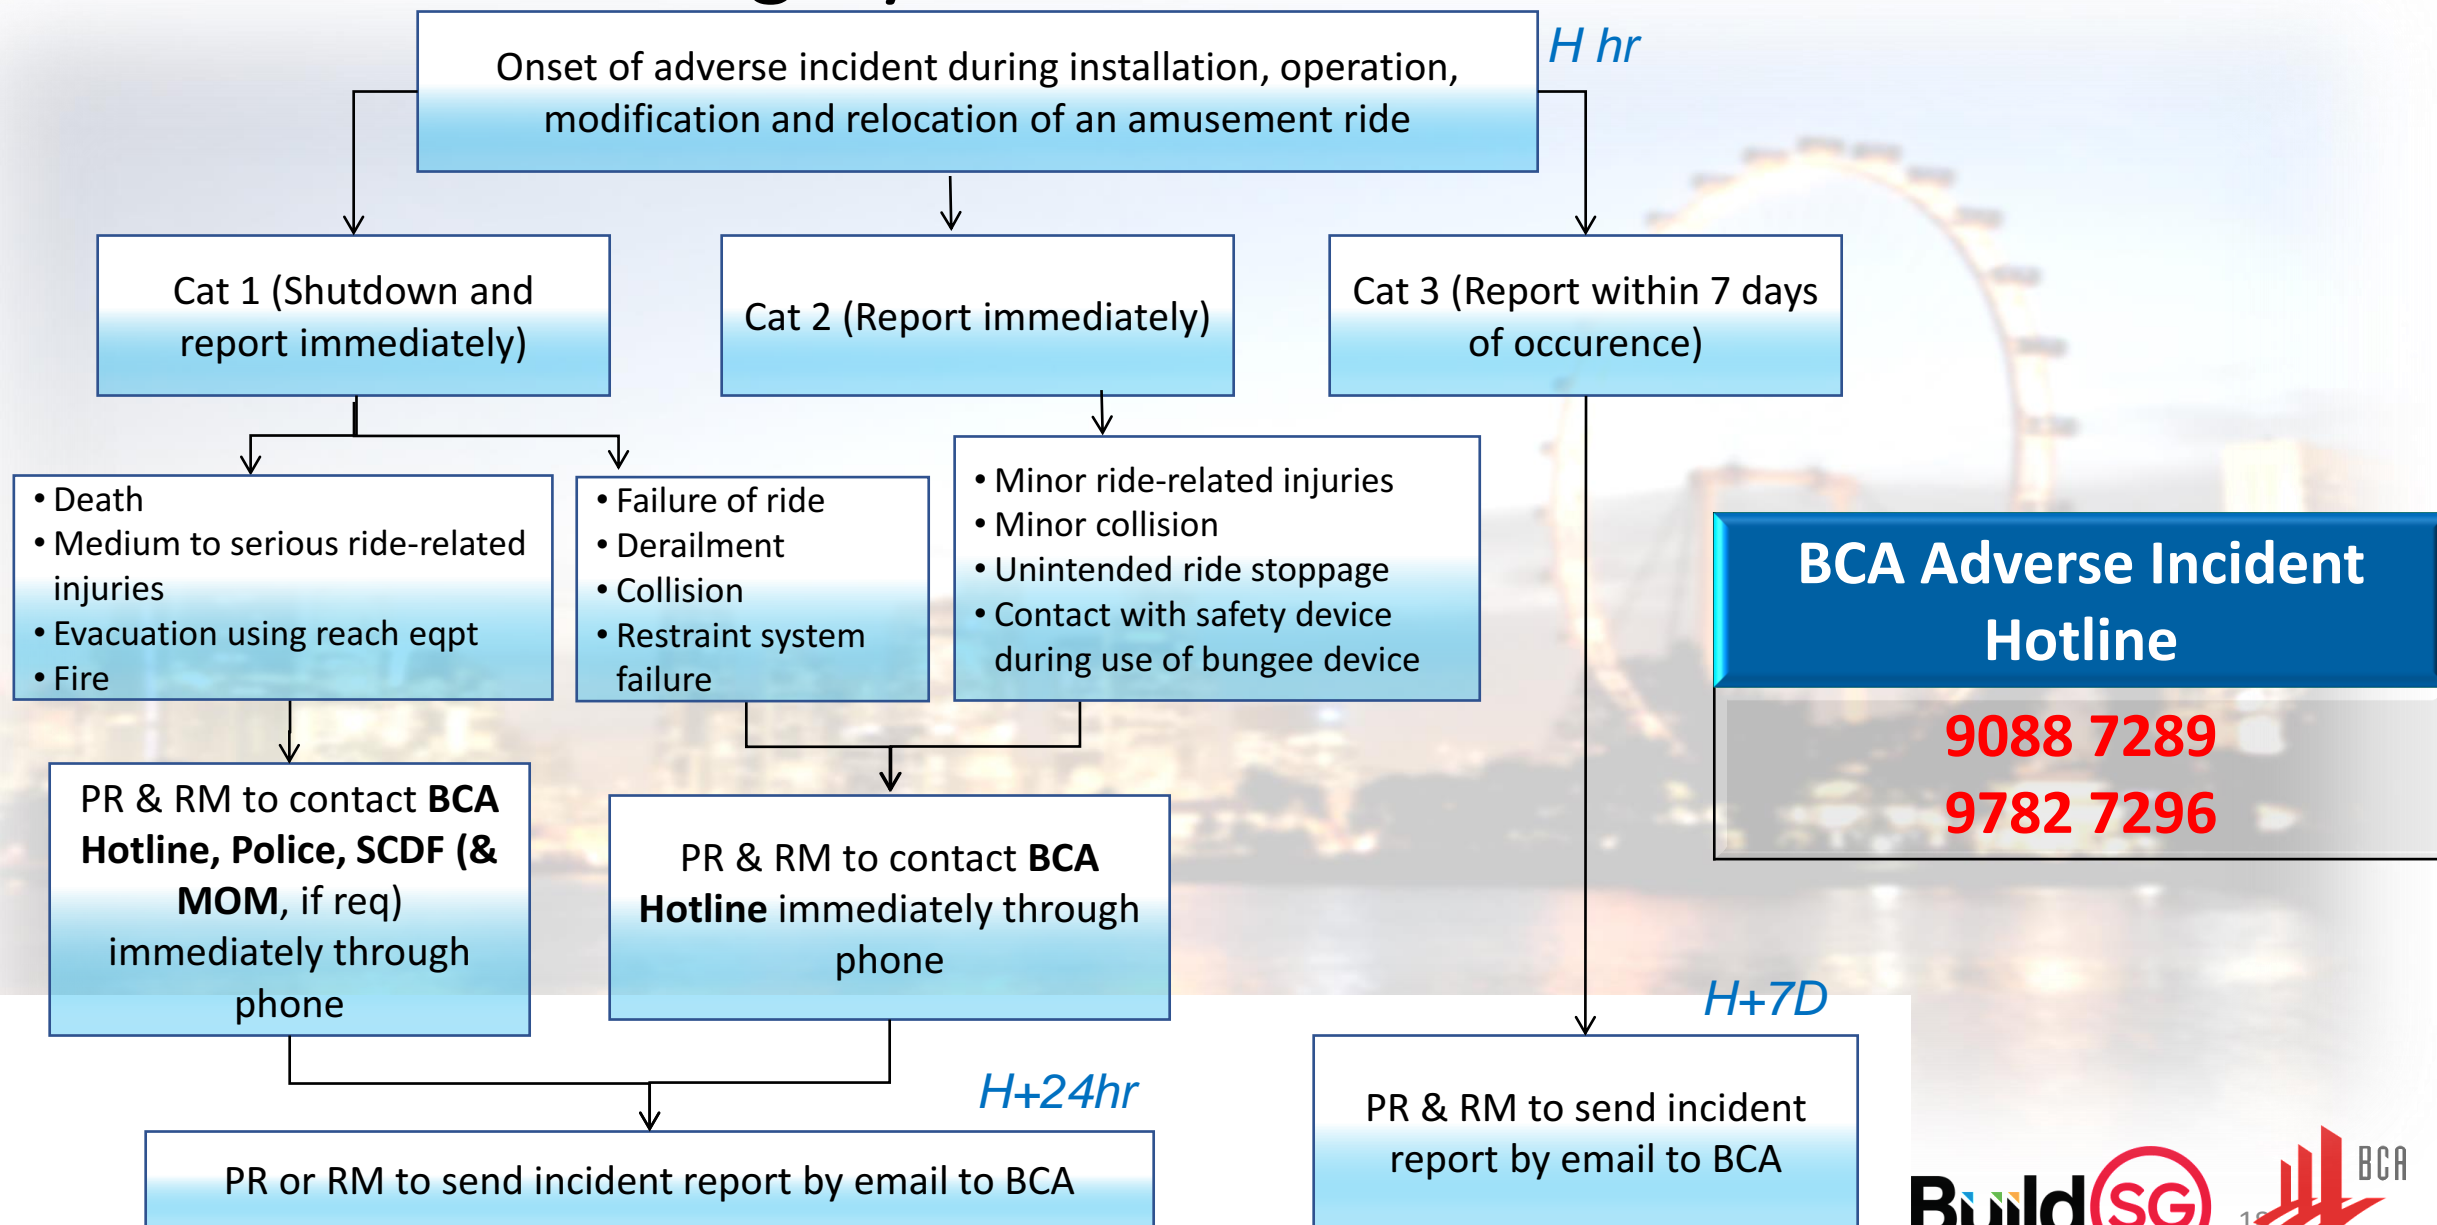 Onset of adverse incident during installation, operation,
modification and relocation of an amusement ride
H hr
Cat 1 (Shutdown and
report immediately)
Cat 2 (Report immediately)
Cat 3 (Report within 7 days
of occurence)
• Death
• Medium to serious ride-related
injuries
• Evacuation using reach eqpt
• Fire
• Failure of ride
• Derailment
• Collision
• Restraint system
failure
• Minor ride-related injuries
• Minor collision
• Unintended ride stoppage
• Contact with safety device
during use of bungee device
BCA Adverse Incident
Hotline
9088 7289
9782 7296
PR & RM to contact BCA
Hotline, Police, SCDF (&
MOM, if req)
immediately through
phone
PR & RM to contact BCA
Hotline immediately through
phone
H+24hr
PR or RM to send incident report by email to BCA
H+7D
PR & RM to send incident
report by email to BCA
Build SG
BCA